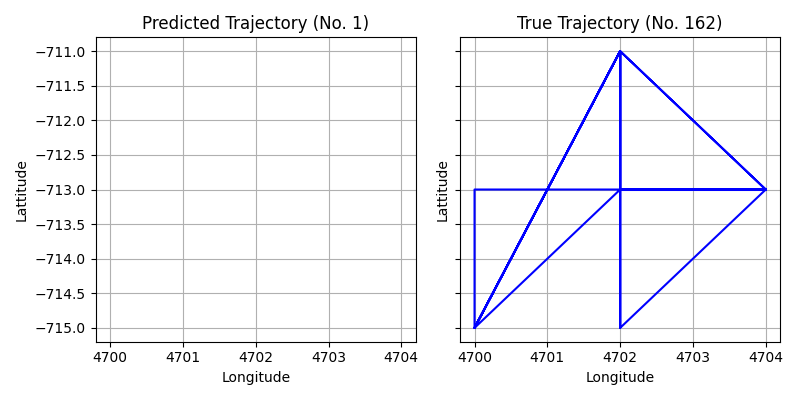 Predicted Trajectory (No. 1)
True Trajectory (No. 162)
Lattitude
−711.0
−711.5
−712.0
−712.5
−713.0
−713.5
−714.0
−714.5
−715.0
4700 4701 4702 4703 4704
Longitude
Lattitude
4700 4701 4702 4703 4704
Longitude